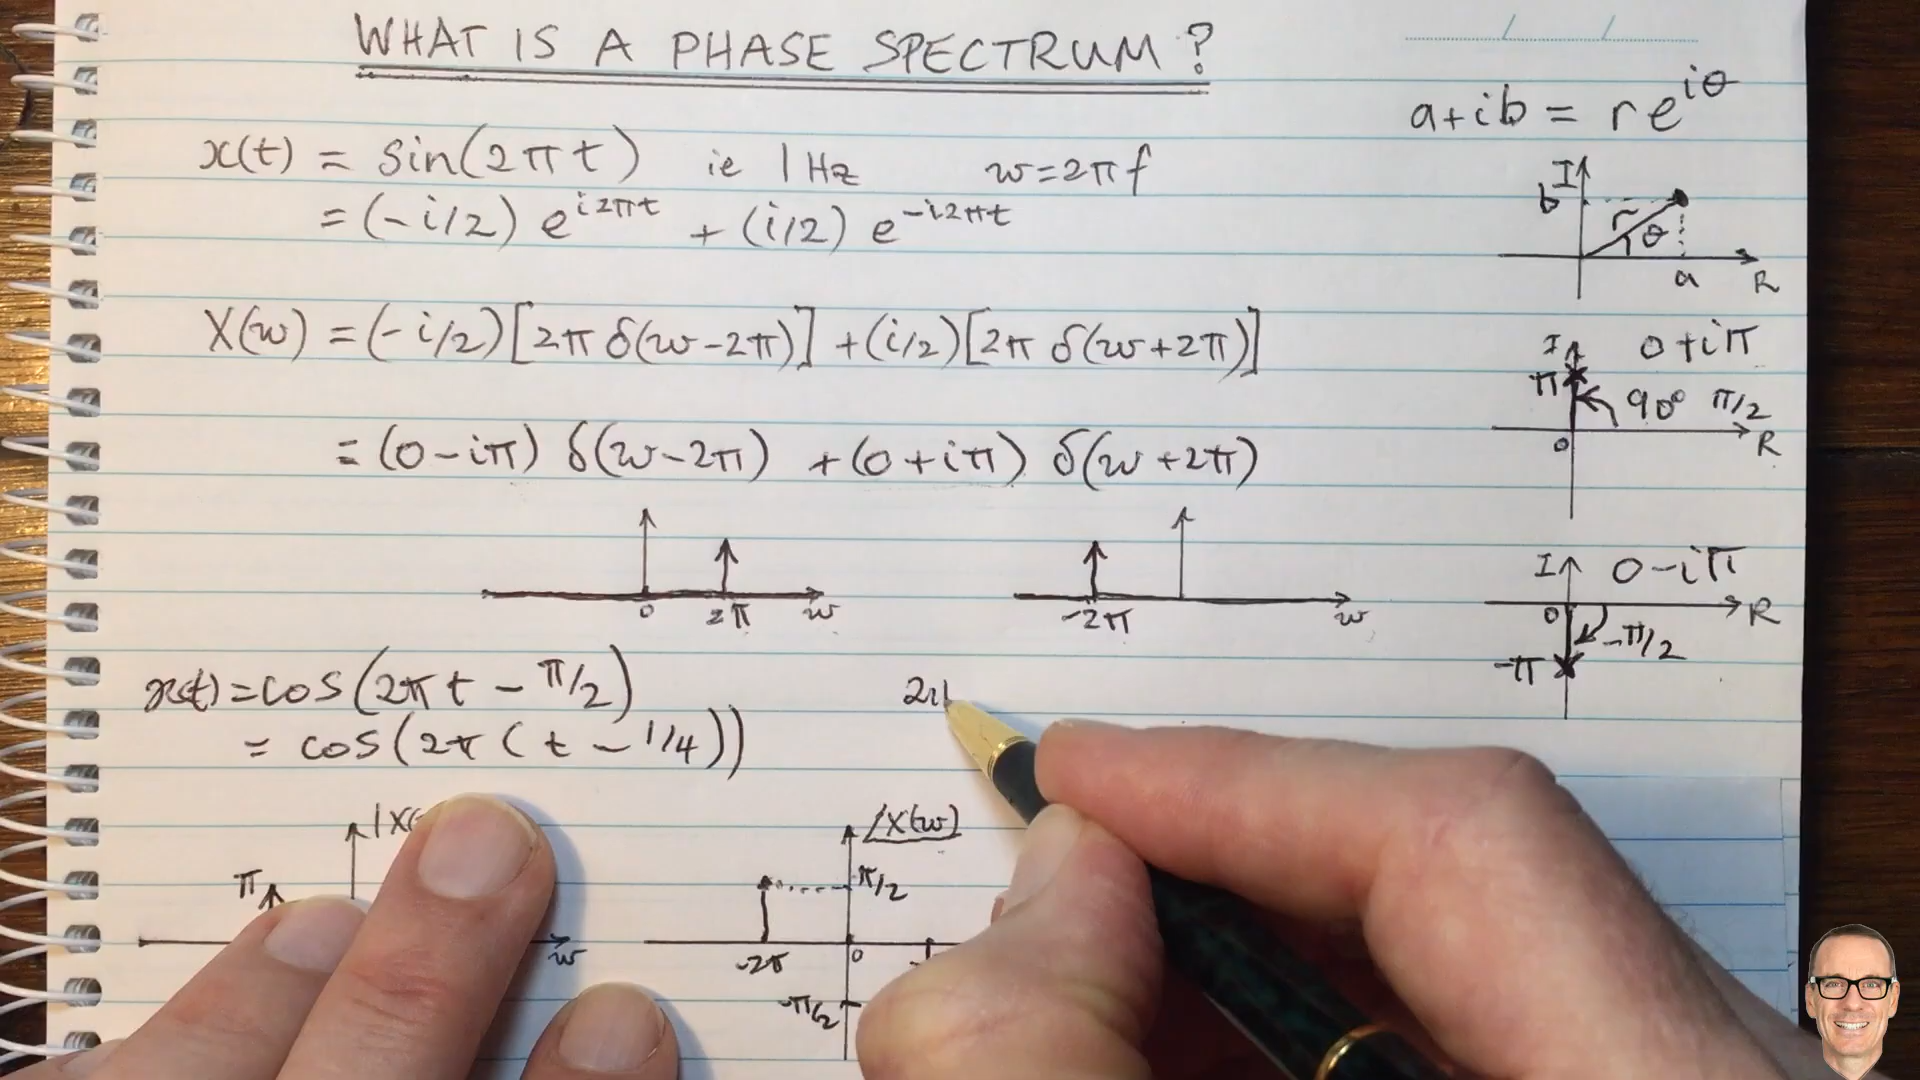 WHAT IS A PHASE SPECTRUM?
a+ib = re^{iθ}
x(t) = sin(2πt) ie 1Hz w=2πf
= (-i/2) e^{i2πt} + (i/2) e^{-i2πt}
I
b
r
θ
a
R
X(w) = (-i/2)[2π δ(w-2π)] + (i/2)[2π δ(w+2π)]
I 0+iπ
π
90° π/2
0
R
= (0-iπ) δ(w-2π) + (0+iπ) δ(w+2π)
0 2π w
-2π w
I 0-iπ
0
R
-π/2
-π
x(t) = cos(2πt - π/2)
= cos(2π(t - 1/4))
|X(
π
w
∠X(w)
π/2
-2π
0
-π/2